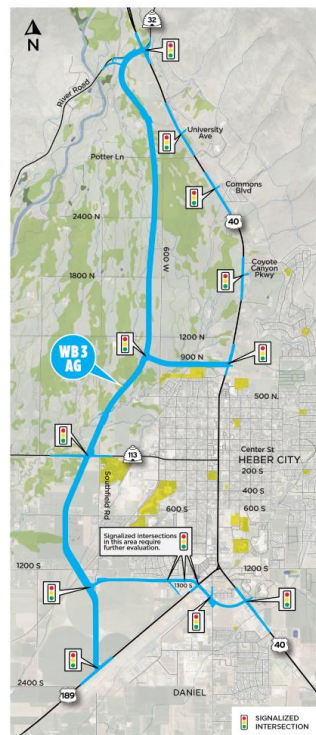 N
32
River Road
University Ave
Potter Ln
Commons Blvd
2400 N
40
600 W
Coyote
Canyon
Pkwy
1800 N
1200 N
900 N
WB3
AG
500 N.
113
Center St
HEBER CITY
200 S
400 S
600 S
Southfield Rd
600 S
Signalized intersections
in this area require
further evaluation.
1200 S
1200 S
1300 S
40
2400 S
189
DANIEL
SIGNALIZED
INTERSECTION